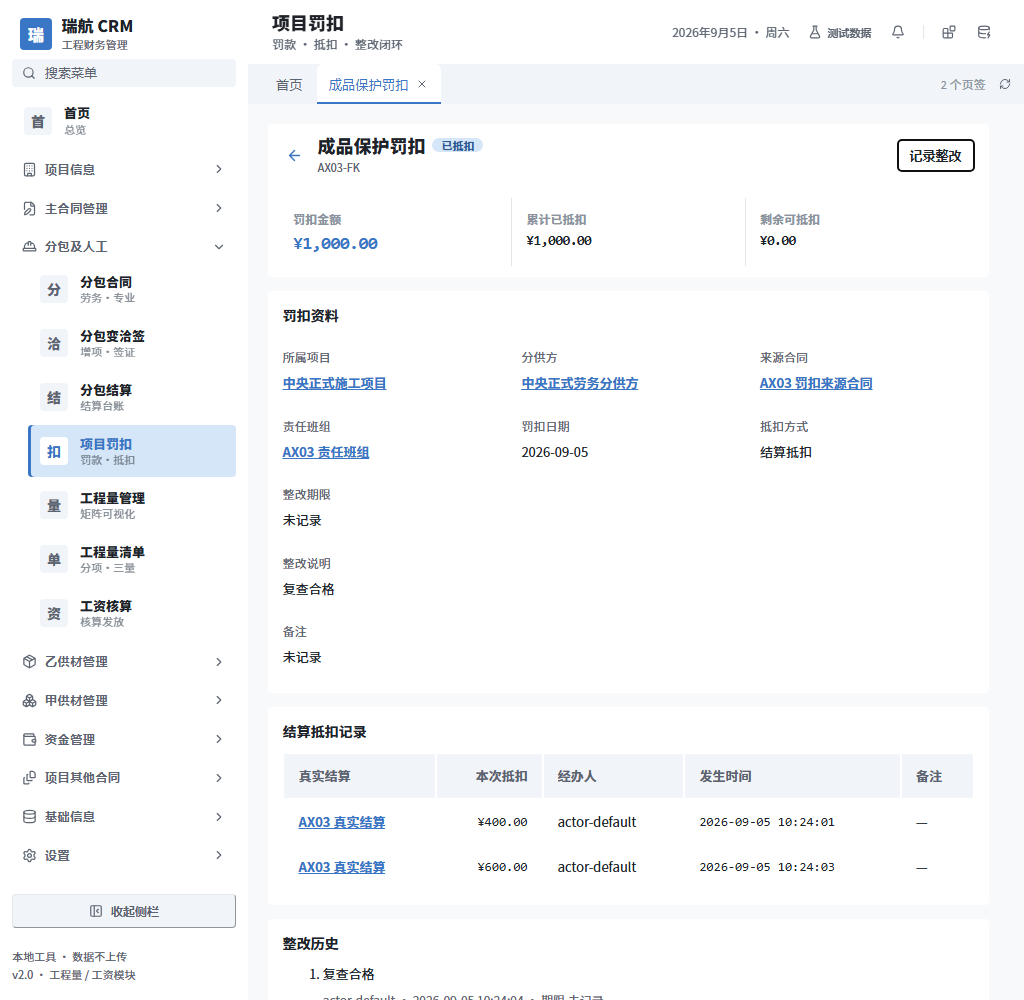 瑞
瑞航 CRM
工程财务管理
搜索菜单
首
首页
总览
项目信息
主合同管理
分包及人工
分
分包合同
劳务・专业
洽
分包变洽签
增项・签证
结
分包结算
结算台账
扣
项目罚扣
罚款・抵扣
量
工程量管理
矩阵可视化
单
工程量清单
分项・三量
资
工资核算
核算发放
乙供材管理
甲供材管理
资金管理
项目其他合同
基础信息
设置
收起侧栏
本地工具 · 数据不上传
v2.0 · 工程量 / 工资模块
项目罚扣
罚款 · 抵扣 · 整改闭环
2026年9月5日 · 周六
测试数据
首页
成品保护罚扣
2 个页签
成品保护罚扣
已抵扣
AX03-FK
记录整改
罚扣金额
累计已抵扣
剩余可抵扣
¥1,000.00
¥1,000.00
¥0.00
罚扣资料
所属项目
分供方
来源合同
中央正式施工项目
中央正式劳务分供方
AX03 罚扣来源合同
责任班组
罚扣日期
抵扣方式
AX03 责任班组
2026-09-05
结算抵扣
整改期限
未记录
整改说明
复查合格
备注
未记录
结算抵扣记录
真实结算 本次抵扣 经办人 发生时间 备注
AX03 真实结算 ¥400.00 actor-default 2026-09-05 10:24:01 —
AX03 真实结算 ¥600.00 actor-default 2026-09-05 10:24:03 —
整改历史
1. 复查合格
actor-default · 2026-09-05 10:24:04 · 期限 未记录